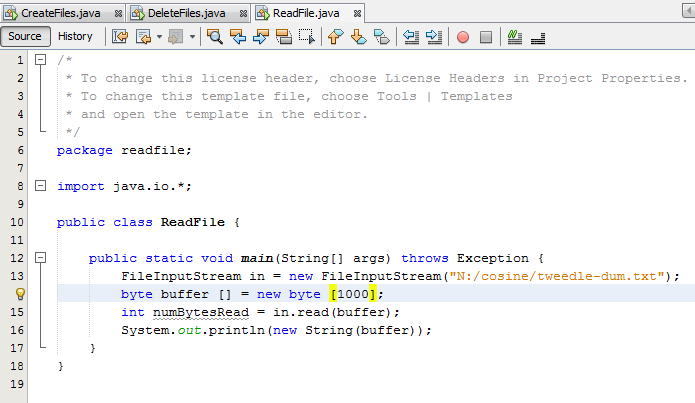 CreateFiles.java DeleteFiles.java ReadFile.java
Source History
1 /*
2 * To change this license header, choose License Headers in Project Properties.
3 * To change this template file, choose Tools | Templates
4 * and open the template in the editor.
5 */
6 package readfile;
7
8 import java.io.*;
9
10 public class ReadFile {
11
12 public static void main(String[] args) throws Exception {
13 FileInputStream in = new FileInputStream("N:/cosine/tweedle-dum.txt");
byte buffer [] = new byte [1000];
15 int numBytesRead = in.read(buffer);
16 System.out.println(new String(buffer));
17 }
18 }
19